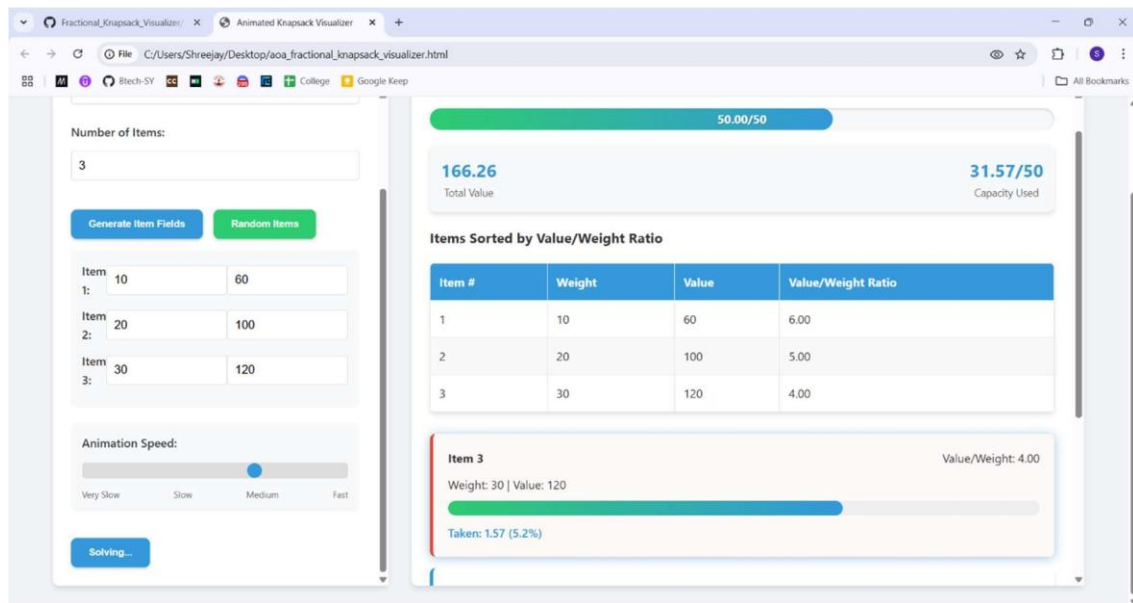 Fractional_Knapsack_Visualizer/
Animated Knapsack Visualizer
File C:/Users/Shreejay/Desktop/aoa_fractional_knapsack_visualizer.html
S
M Btech-SY CC College Google Keep All Bookmarks
Number of Items:
3
Generate Item Fields Random Items
Item 1: 10 60
Item 2: 20 100
Item 3: 30 120
Animation Speed:
Very Slow Slow Medium Fast
Solving...
50.00/50
166.26 31.57/50
Total Value Capacity Used
Items Sorted by Value/Weight Ratio
Item # Weight Value Value/Weight Ratio
1 10 60 6.00
2 20 100 5.00
3 30 120 4.00
Item 3 Value/Weight: 4.00
Weight: 30 | Value: 120
Taken: 1.57 (5.2%)